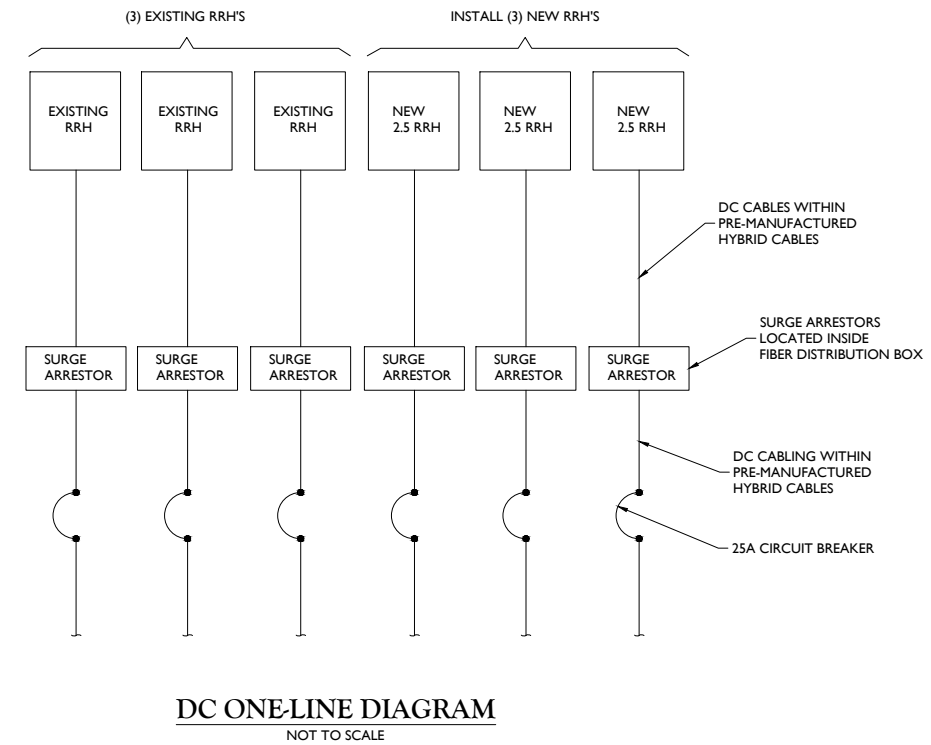 (3) EXISTING RRH'S
INSTALL (3) NEW RRH'S
EXISTING
RRH
EXISTING
RRH
EXISTING
RRH
NEW
2.5 RRH
NEW
2.5 RRH
NEW
2.5 RRH
DC CABLES WITHIN
PRE-MANUFACTURED
HYBRID CABLES
SURGE ARRESTORS
LOCATED INSIDE
FIBER DISTRIBUTION BOX
SURGE
ARRESTOR
SURGE
ARRESTOR
SURGE
ARRESTOR
SURGE
ARRESTOR
SURGE
ARRESTOR
SURGE
ARRESTOR
DC CABLING WITHIN
PRE-MANUFACTURED
HYBRID CABLES
25A CIRCUIT BREAKER
DC ONE-LINE DIAGRAM
NOT TO SCALE